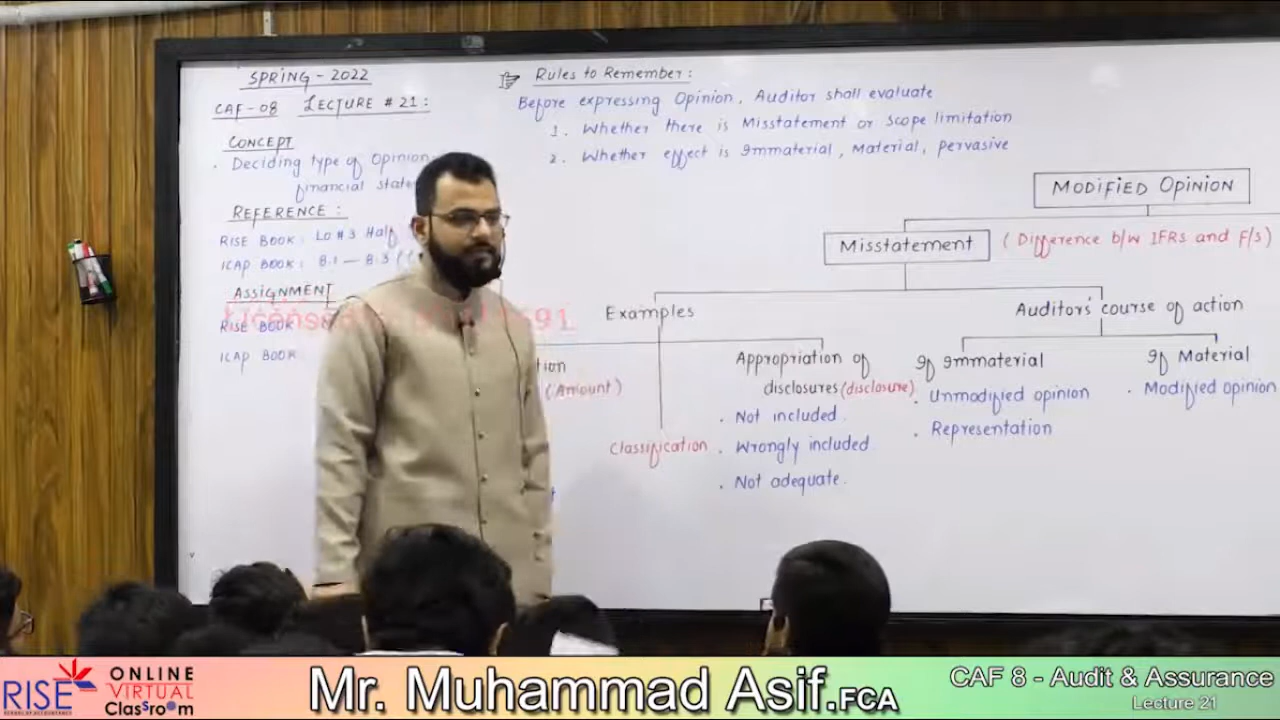 SPRING - 2022
CAF-08 LECTURE # 21 :
CONCEPT
. Deciding type of Opinion
financial
REFERENCE :
RISE BOOK : LO # 3 Half
ICAP BOOK : 8.1 — 8.3
ASSIGNMENT
RISE BOOK
ICAP BOOK
Rules to Remember :
Before expressing Opinion, Auditor shall evaluate
1. Whether there is Misstatement or Scope limitation
2. Whether effect is Immaterial, Material, pervasive
MODIFIED OPINION
Misstatement (Difference b/w IFRs and F/s)
Examples
(Amount)
Classification
Appropriation of
disclosures (disclosure)
. Not included.
. Wrongly included
. Not adequate.
Auditor's course of action
If Immaterial
. Unmodified opinion
. Representation
If Material
. Modified opinion
RISE
ONLINE
VIRTUAL
Classroom
Mr. Muhammad Asif.FCA
CAF 8 - Audit & Assurance
Lecture 21